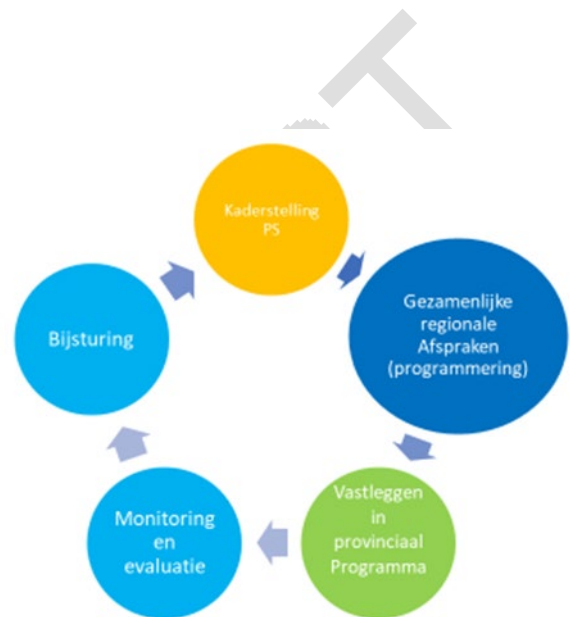 Kaderstelling
PS
Gezamenlijke
regionale
Afspraken
(programmering)
Vastleggen
in
provinciaal
Programma
Monitoring
en
evaluatie
Bijsturing